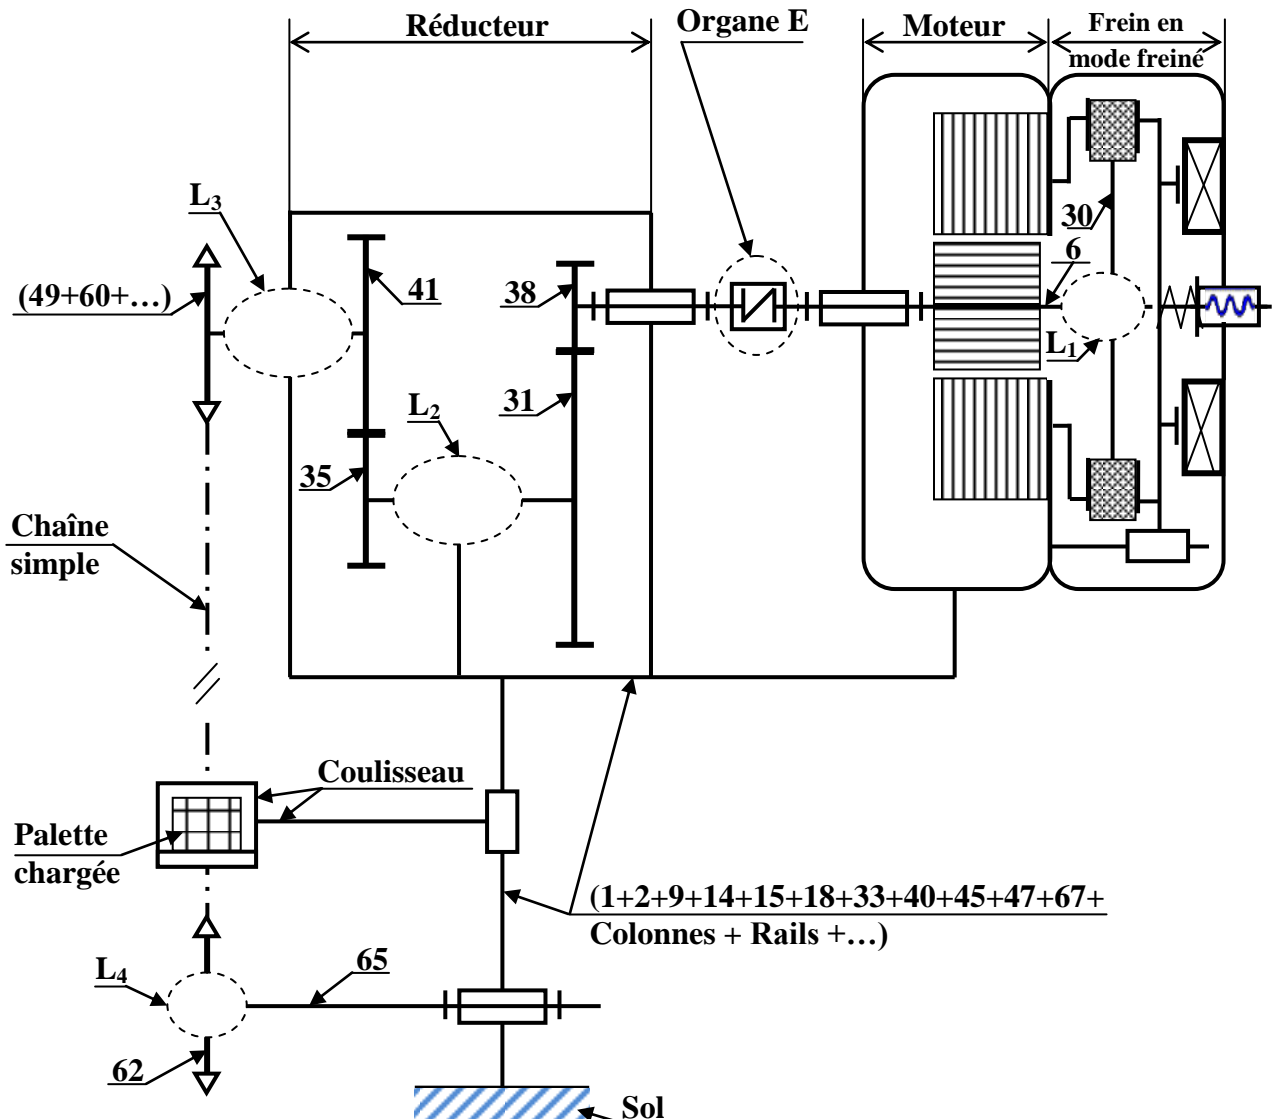 Réducteur
Organe E
Moteur
Frein en
mode freiné
L3
30
6
(49+60+…)
41
38
L1
31
L2
35
Chaîne
simple
Coulisseau
Palette
chargée
(1+2+9+14+15+18+33+40+45+47+67+
Colonnes + Rails +…)
65
L4
62
Sol